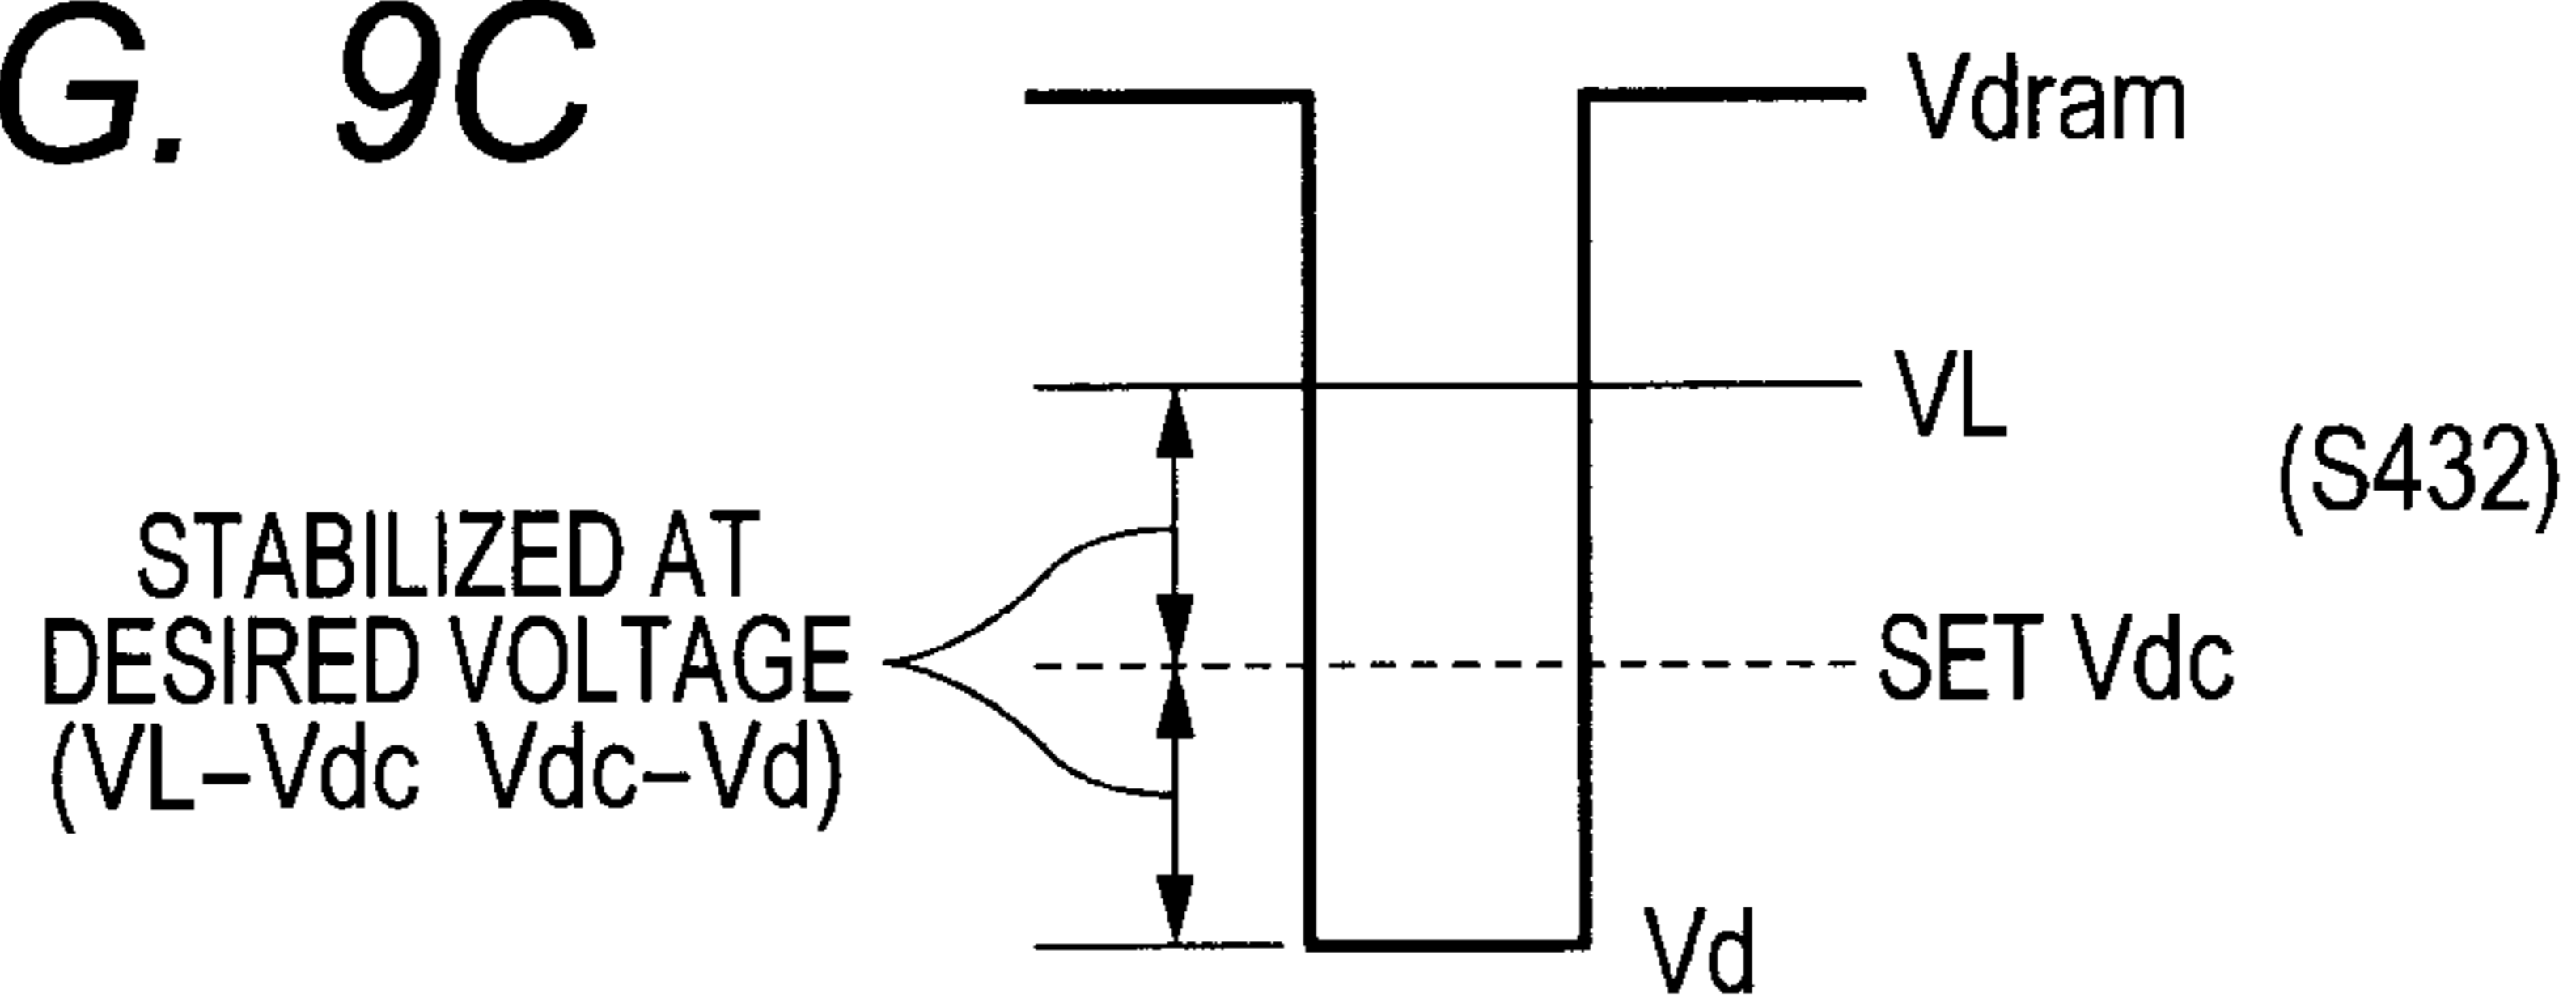 G. 9C
Vdram
VL
(S432)
STABILIZED AT
DESIRED VOLTAGE
(VL–Vdc Vdc–Vd)
SET Vdc
Vd